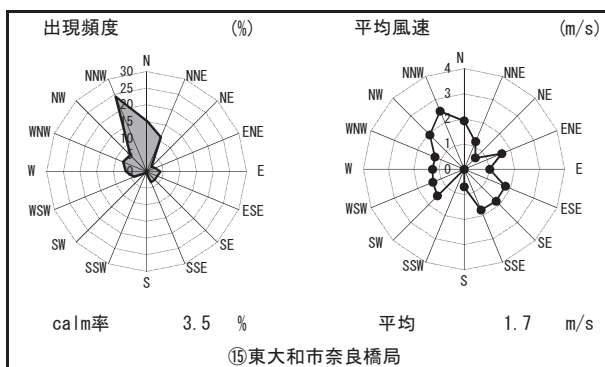 出現頻度 (%)
N
NNW NNE
NW NE
WNW ENE
W E
WSW ESE
SW SE
SSW SSE
S
30
25
20
15
10
5
0
calm率 3.5 %
平均風速 (m/s)
N
NNW NNE
NW NE
WNW ENE
W E
WSW ESE
SW SE
SSW SSE
S
4
3
2
1
0
平均 1.7 m/s
⑮東大和市奈良橋局